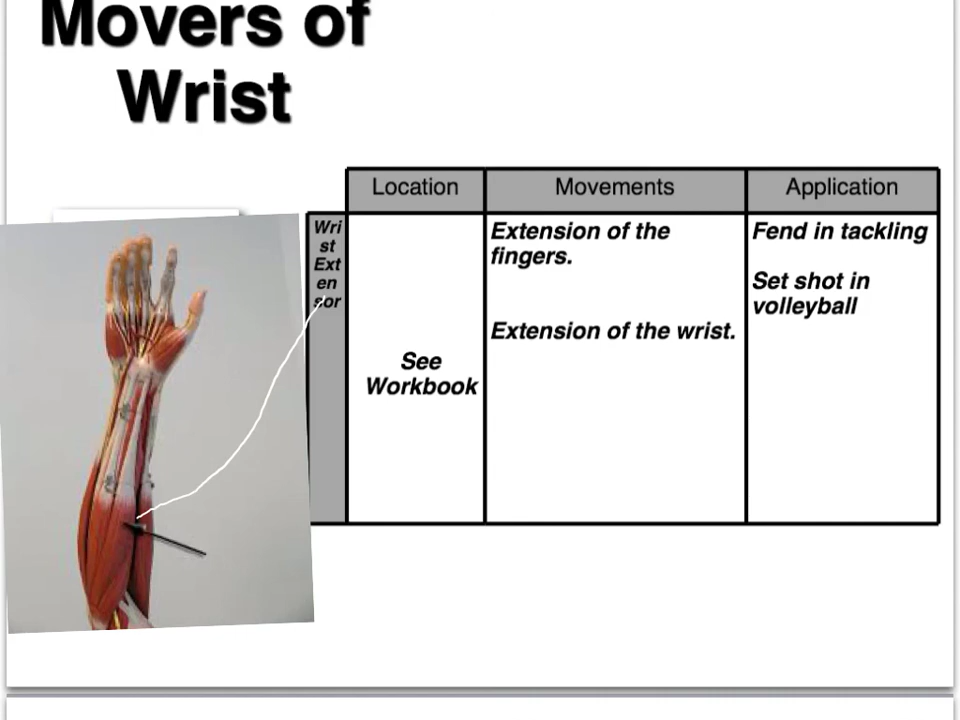 Movers of
Wrist
Location
Movements
Application
Wri
st
Ext
en
sor
See
Workbook
Extension of the
fingers.
Extension of the wrist.
Fend in tackling
Set shot in
volleyball